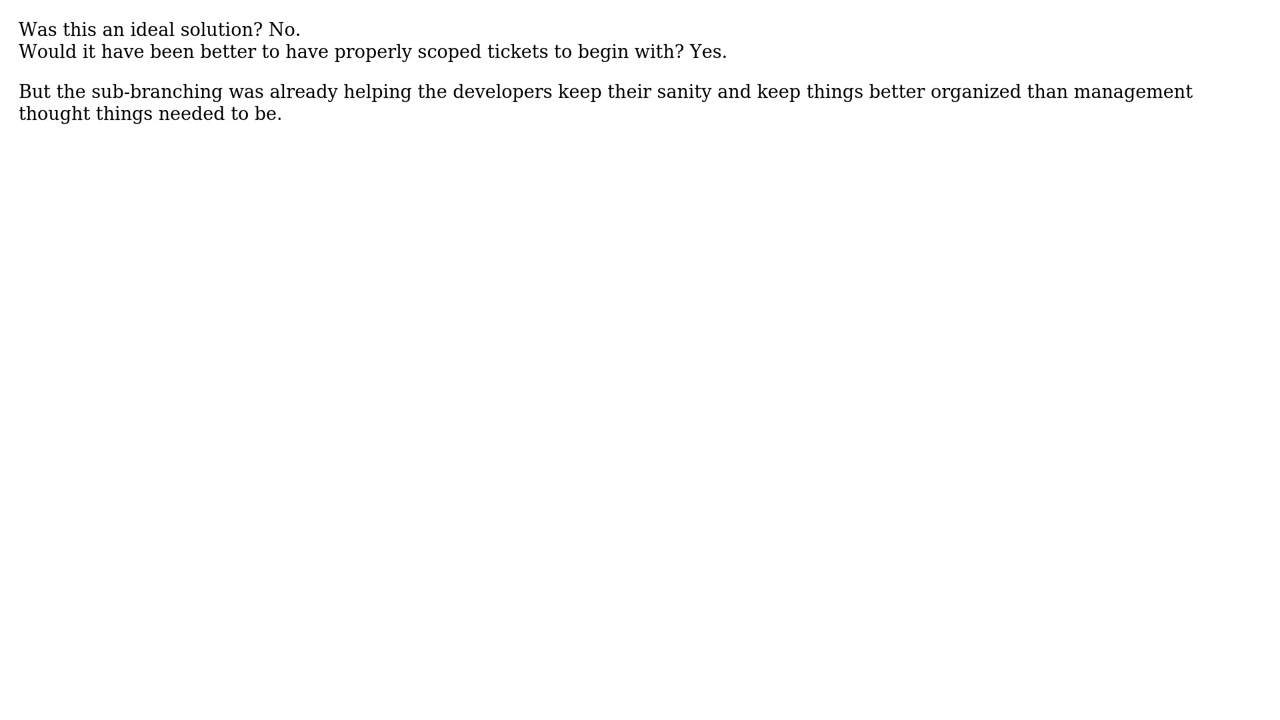 Was this an ideal solution? No.
Would it have been better to have properly scoped tickets to begin with? Yes.
But the sub-branching was already helping the developers keep their sanity and keep things better organized than management
thought things needed to be.